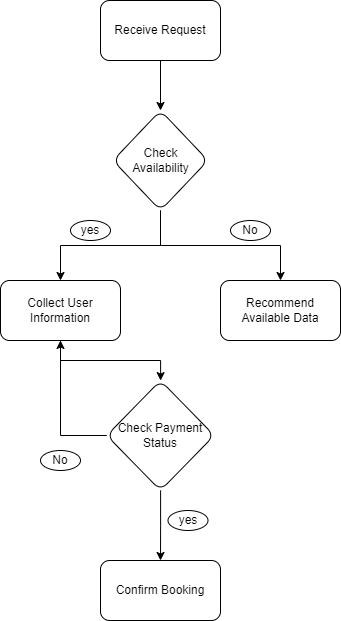 Receive Request
Check
Availability
yes
No
Collect User
Information
Recommend
Available Data
Check Payment
Status
No
yes
Confirm Booking